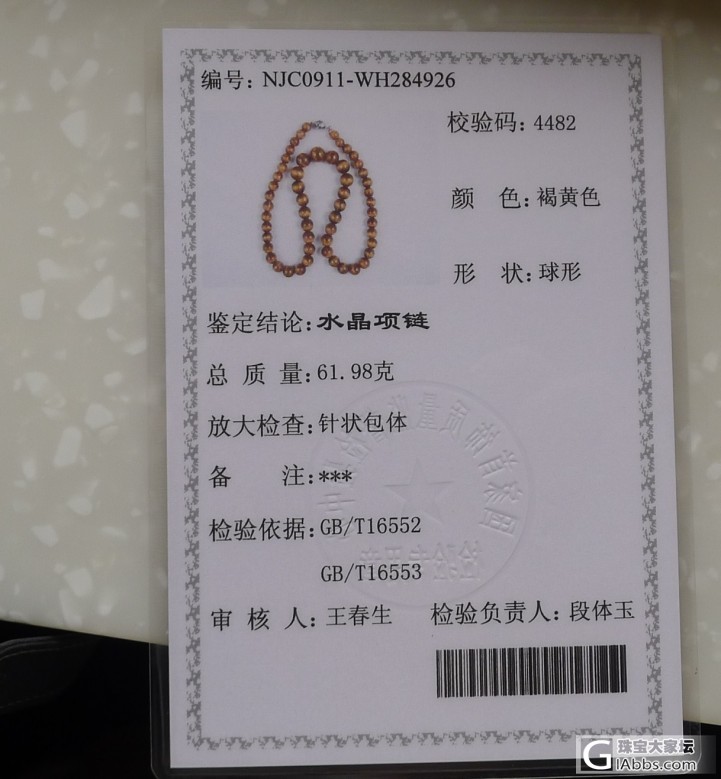 编号: NJC0911-WH284926
校验码: 4482
颜 色: 褐黄色
形 状: 球形
鉴定结论: 水晶项链
总 质 量: 61.98克
放大检查: 针状包体
备 注: ***
检验依据: GB/T16552
GB/T16553
审 核 人: 王春生 检验负责人: 段体玉
珠宝大家坛
GIAbbs.com